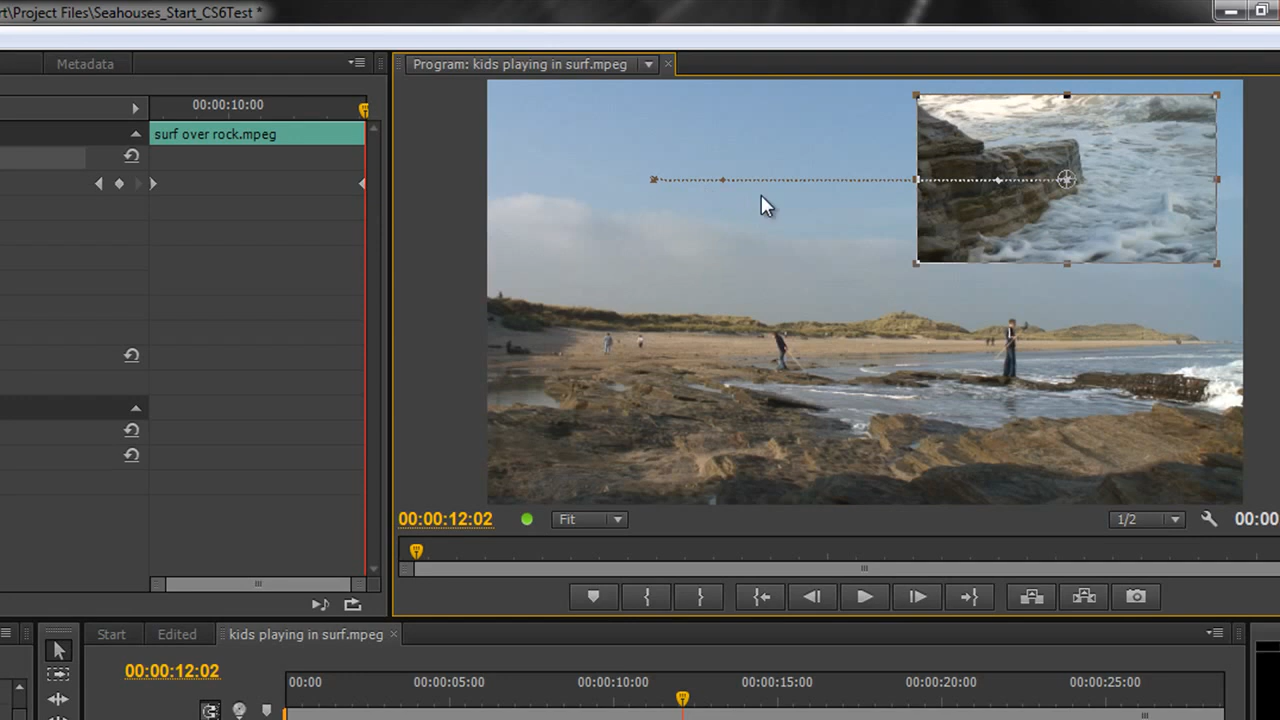 rt\Project Files\Seahouses_Start_CS6Test *
Metadata
Program: kids playing in surf.mpeg
00:00:10:00
surf over rock.mpeg
00:00:12:02
Fit
1/2
00:00
Start
Edited
kids playing in surf.mpeg
00:00:12:02
00:00
00:00:05:00
00:00:10:00
00:00:15:00
00:00:20:00
00:00:25:00